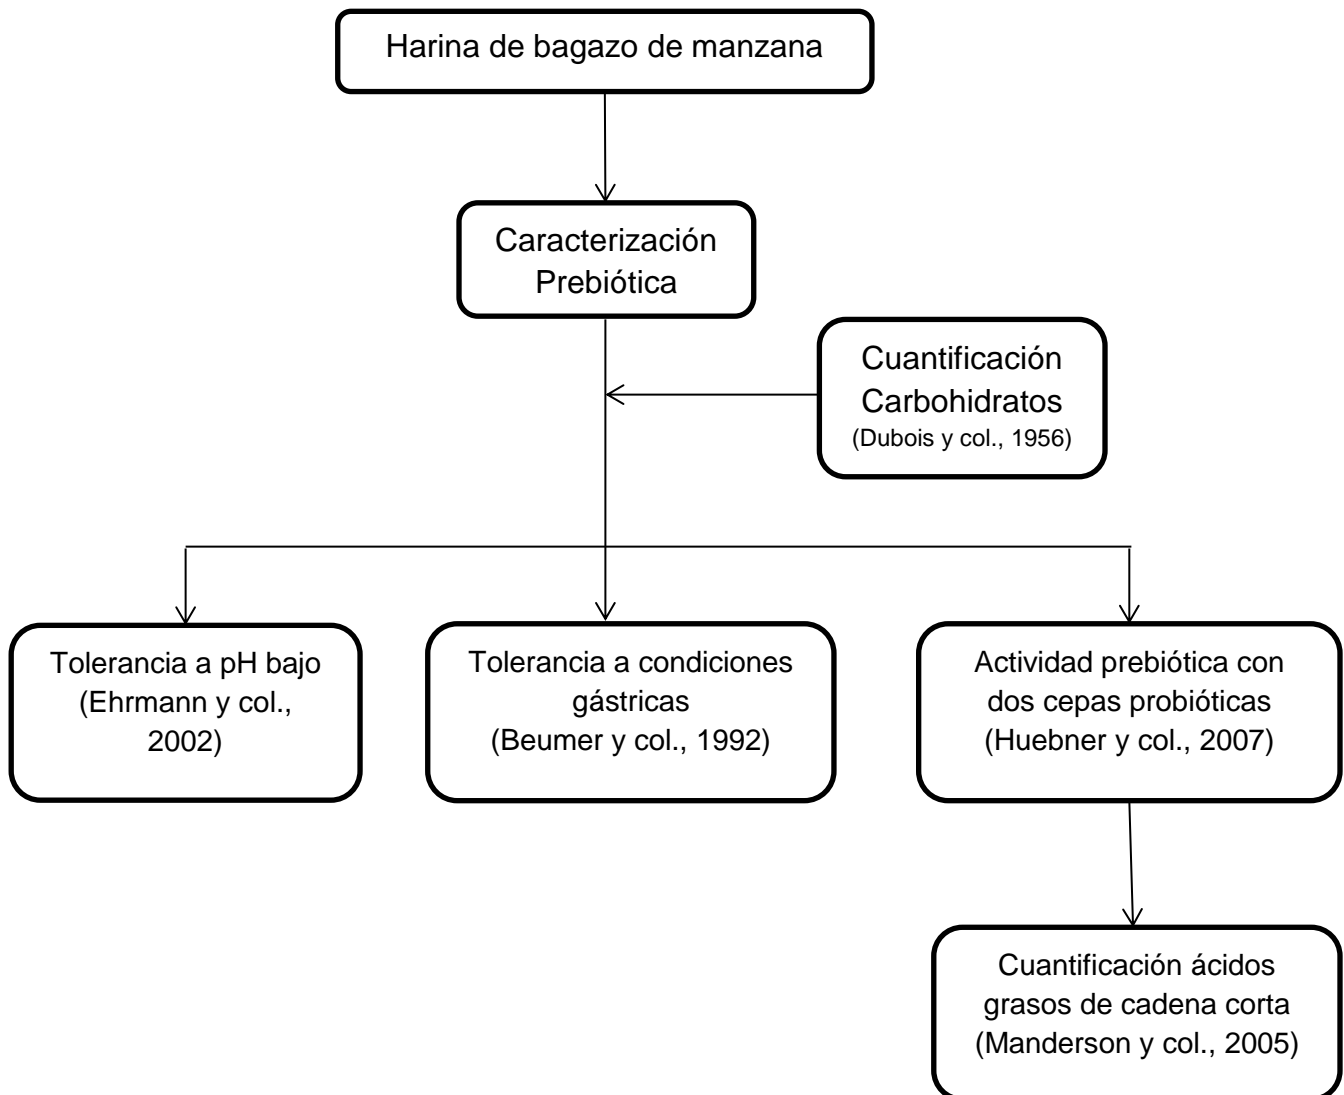 Harina de bagazo de manzana
Caracterización
Prebiótica
Cuantificación
Carbohidratos
(Dubois y col., 1956)
Tolerancia a pH bajo
(Ehrmann y col.,
2002)
Tolerancia a condiciones
gástricas
(Beumer y col., 1992)
Actividad prebiótica con
dos cepas probióticas
(Huebner y col., 2007)
Cuantificación ácidos
grasos de cadena corta
(Manderson y col., 2005)